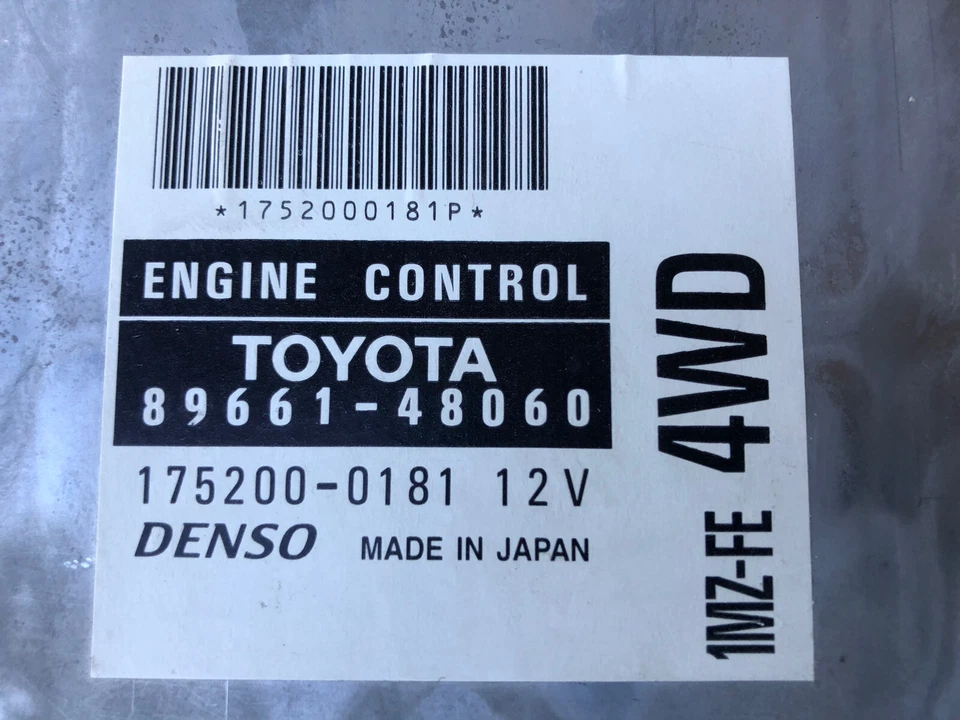 *1752000181P*
ENGINE CONTROL
TOYOTA
89661-48060
175200-0181 12V
DENSO MADE IN JAPAN
1MZ-FE 4WD